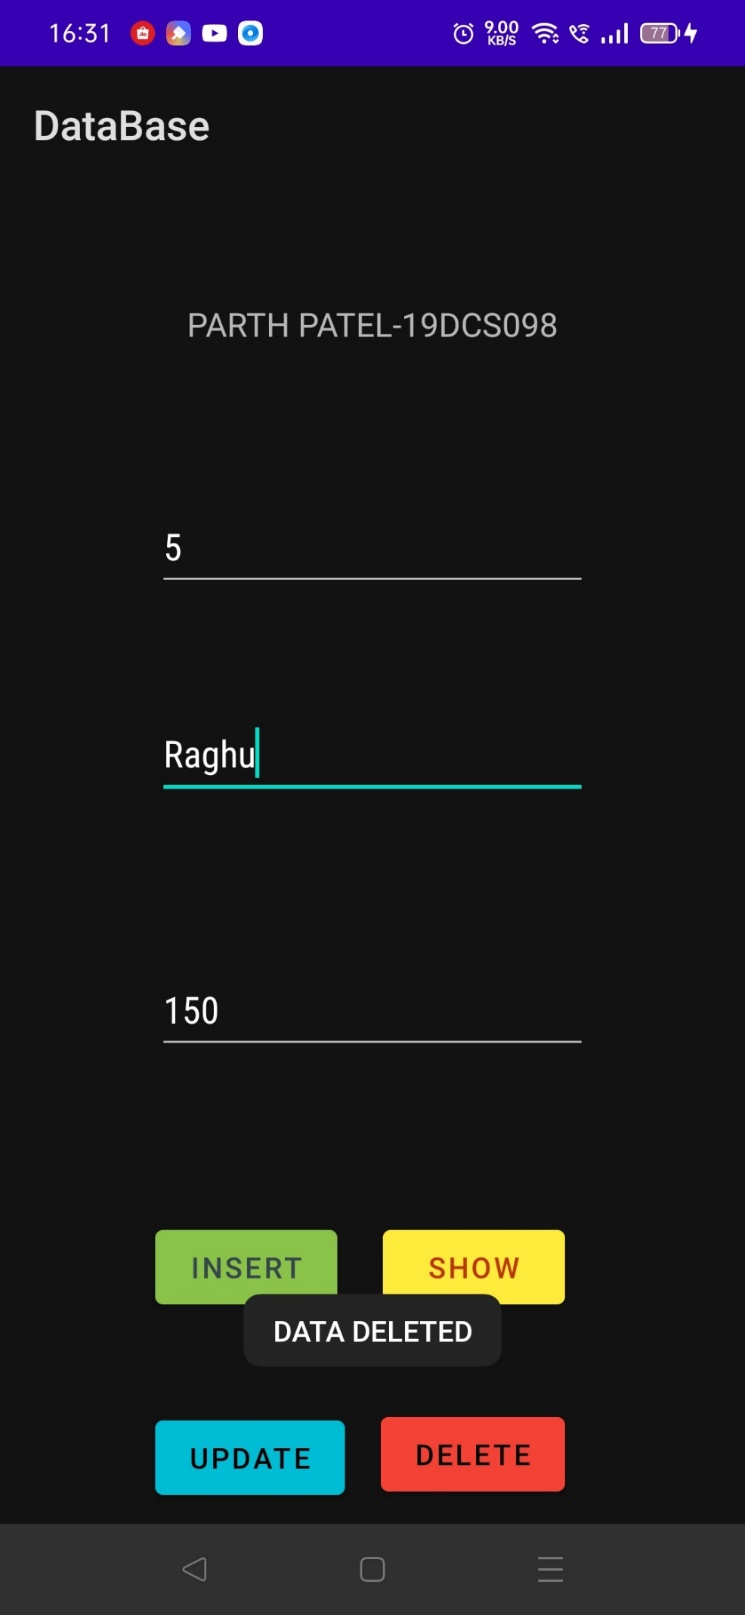 16:31 9.00 KB/S 77
DataBase
PARTH PATEL-19DCS098
5
Raghu
150
INSERT SHOW
DATA DELETED
UPDATE DELETE